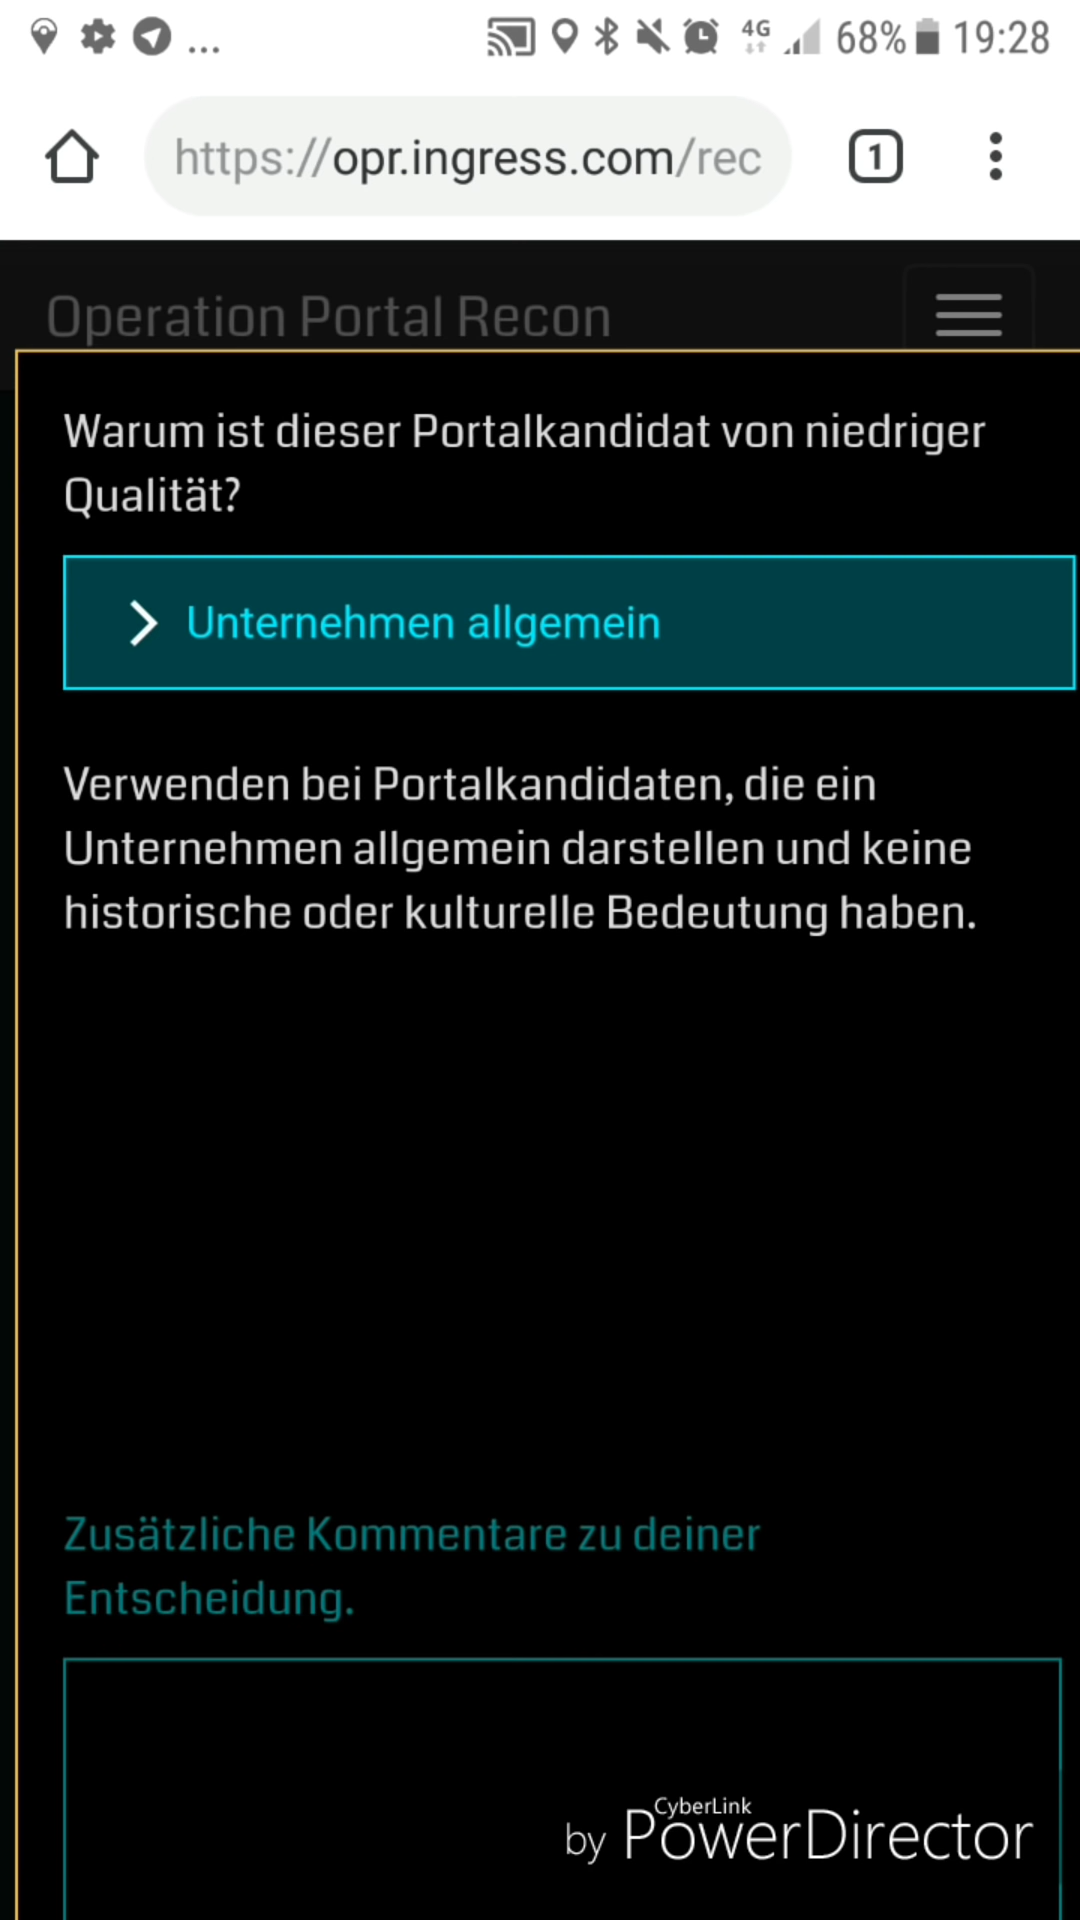 ... 4G 68% 19:28
https://opr.ingress.com/rec 1
Operation Portal Recon
Warum ist dieser Portalkandidat von niedriger
Qualität?
Unternehmen allgemein
Verwenden bei Portalkandidaten, die ein
Unternehmen allgemein darstellen und keine
historische oder kulturelle Bedeutung haben.
Zusätzliche Kommentare zu deiner
Entscheidung.
CyberLink
by PowerDirector